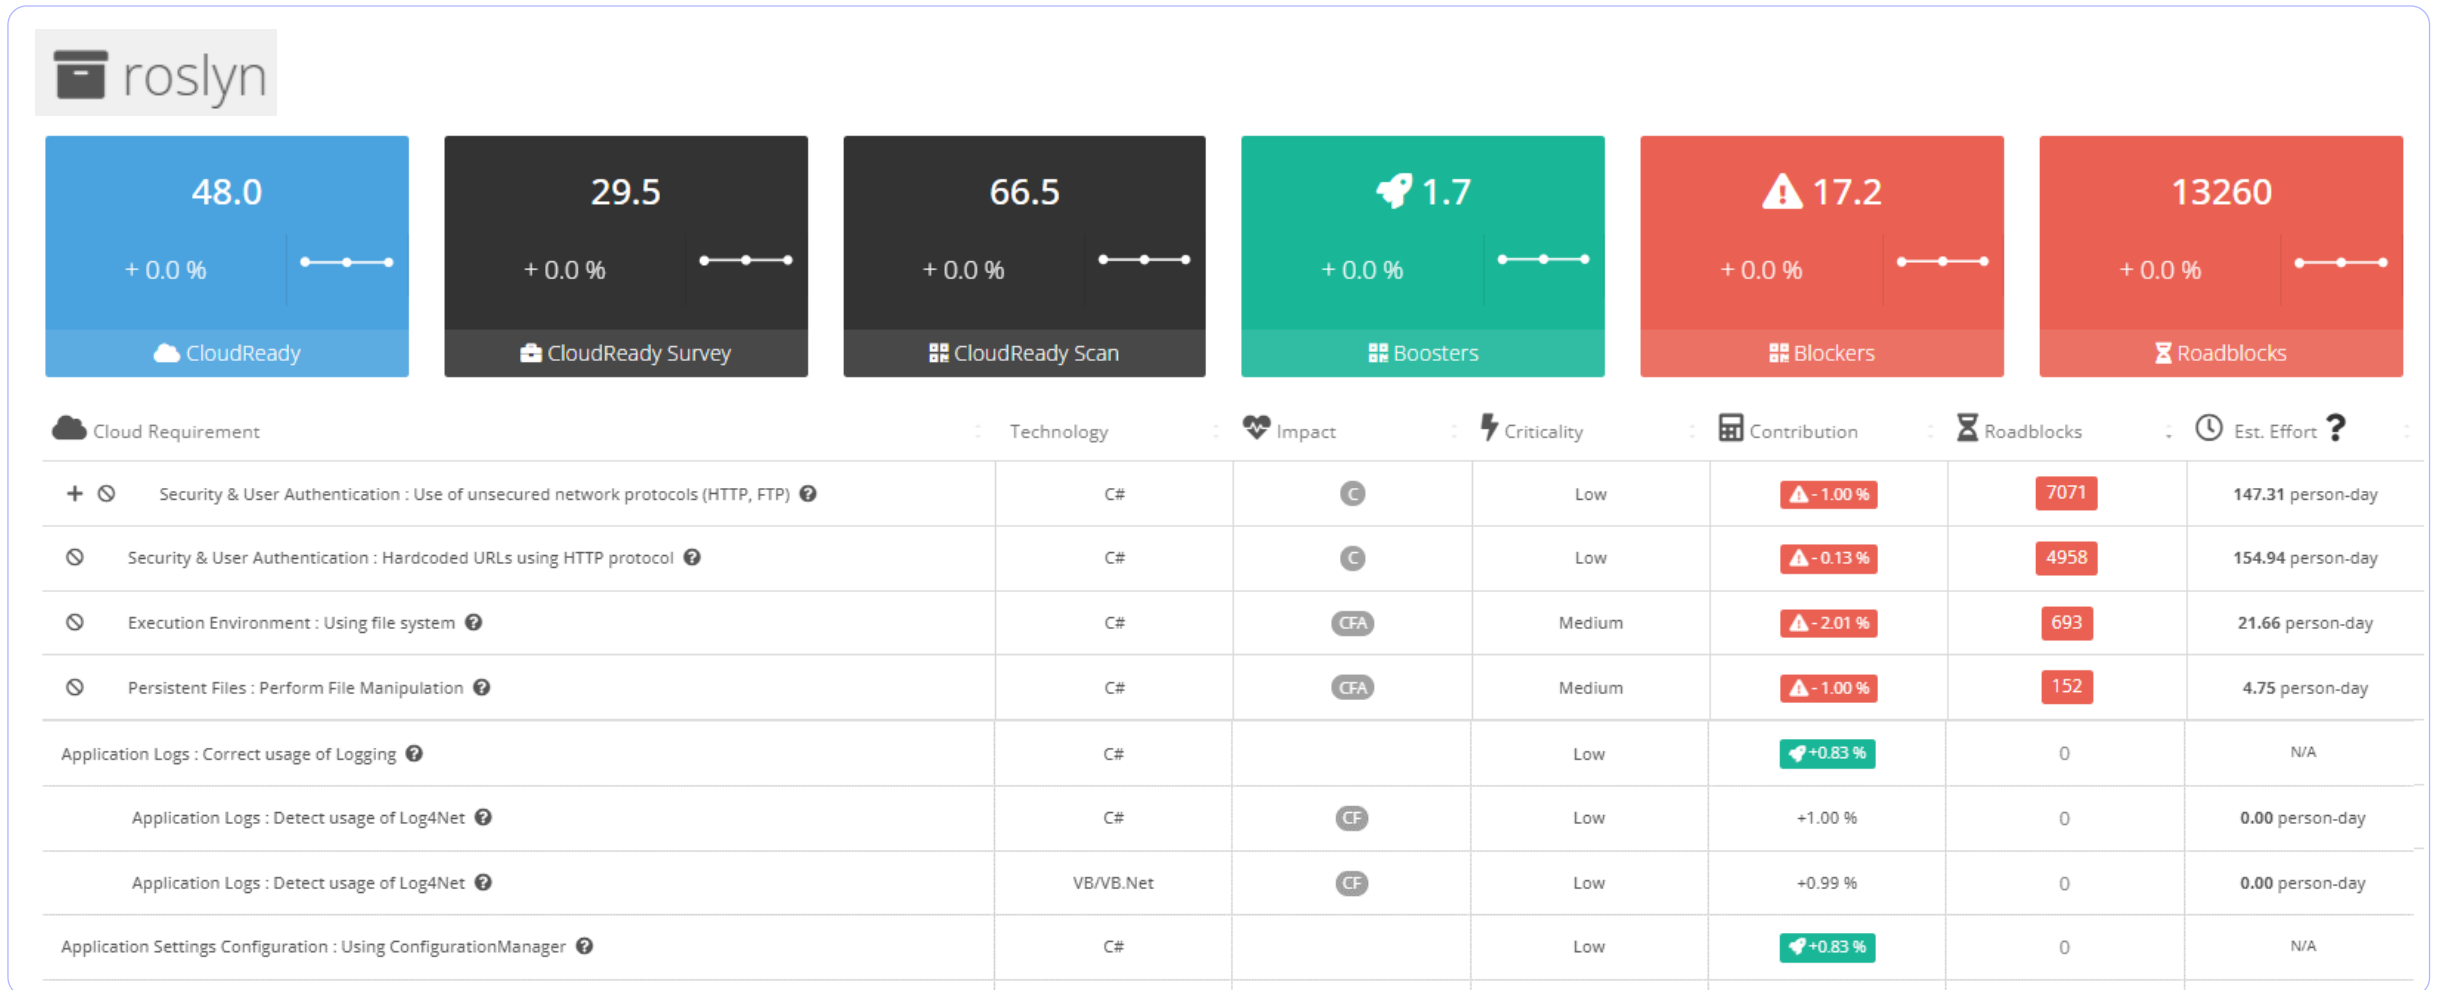 roslyn
48.0 29.5 66.5 1.7 17.2 13260
+ 0.0 % + 0.0 % + 0.0 % + 0.0 % + 0.0 % + 0.0 %
CloudReady CloudReady Survey CloudReady Scan Boosters Blockers Roadblocks
Cloud Requirement Technology Impact Criticality Contribution Roadblocks Est. Effort ?
Security & User Authentication : Use of unsecured network protocols (HTTP, FTP) ? C# C Low - 1.00 % 7071 147.31 person-day
Security & User Authentication : Hardcoded URLs using HTTP protocol ? C# C Low - 0.13 % 4958 154.94 person-day
Execution Environment : Using file system ? C# CFA Medium - 2.01 % 693 21.66 person-day
Persistent Files : Perform File Manipulation ? C# CFA Medium - 1.00 % 152 4.75 person-day
Application Logs : Correct usage of Logging ? C# Low +0.83 % 0 N/A
Application Logs : Detect usage of Log4Net ? C# CF Low +1.00 % 0 0.00 person-day
Application Logs : Detect usage of Log4Net ? VB/VB.Net CF Low +0.99 % 0 0.00 person-day
Application Settings Configuration : Using ConfigurationManager ? C# Low +0.83 % 0 N/A